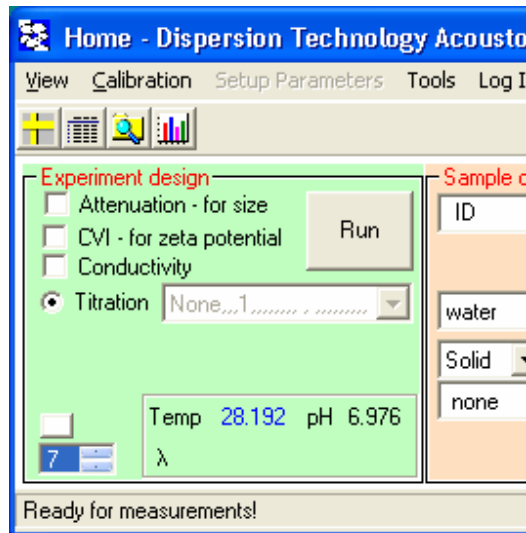 Home - Dispersion Technology Acousto
View Calibration Setup Parameters Tools Log I
Experiment design
Attenuation - for size
CVI - for zeta potential
Conductivity
Run
Titration None,,,1,,,,,,,,, , ,,,,,,,,,
Temp 28.192 pH 6.976
λ
7
Sample d
ID
water
Solid
none
Ready for measurements!